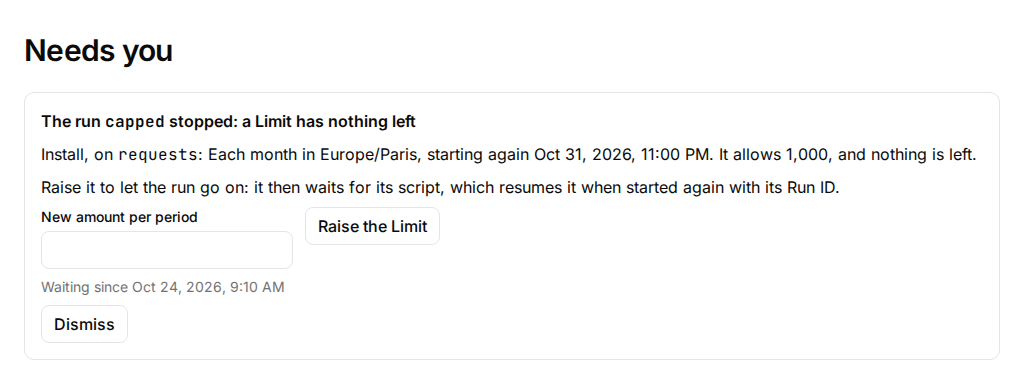 Needs you
The run capped stopped: a Limit has nothing left
Install, on requests: Each month in Europe/Paris, starting again Oct 31, 2026, 11:00 PM. It allows 1,000, and nothing is left.
Raise it to let the run go on: it then waits for its script, which resumes it when started again with its Run ID.
New amount per period
Raise the Limit
Waiting since Oct 24, 2026, 9:10 AM
Dismiss